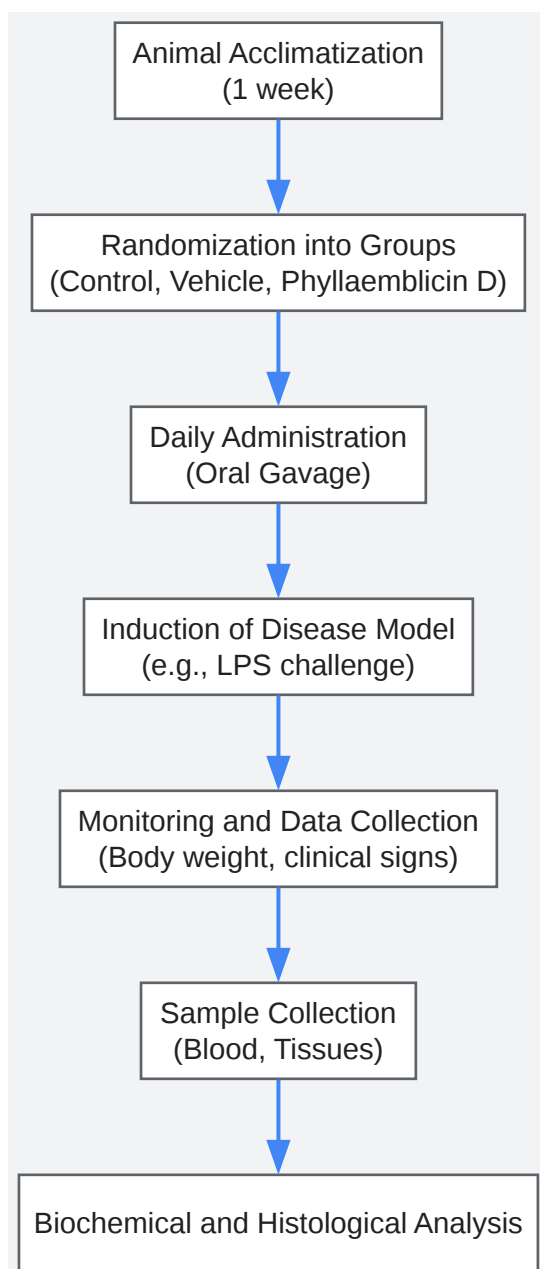 Animal Acclimatization
(1 week)
Randomization into Groups
(Control, Vehicle, Phyllaemblicin D)
Daily Administration
(Oral Gavage)
Induction of Disease Model
(e.g., LPS challenge)
Monitoring and Data Collection
(Body weight, clinical signs)
Sample Collection
(Blood, Tissues)
Biochemical and Histological Analysis